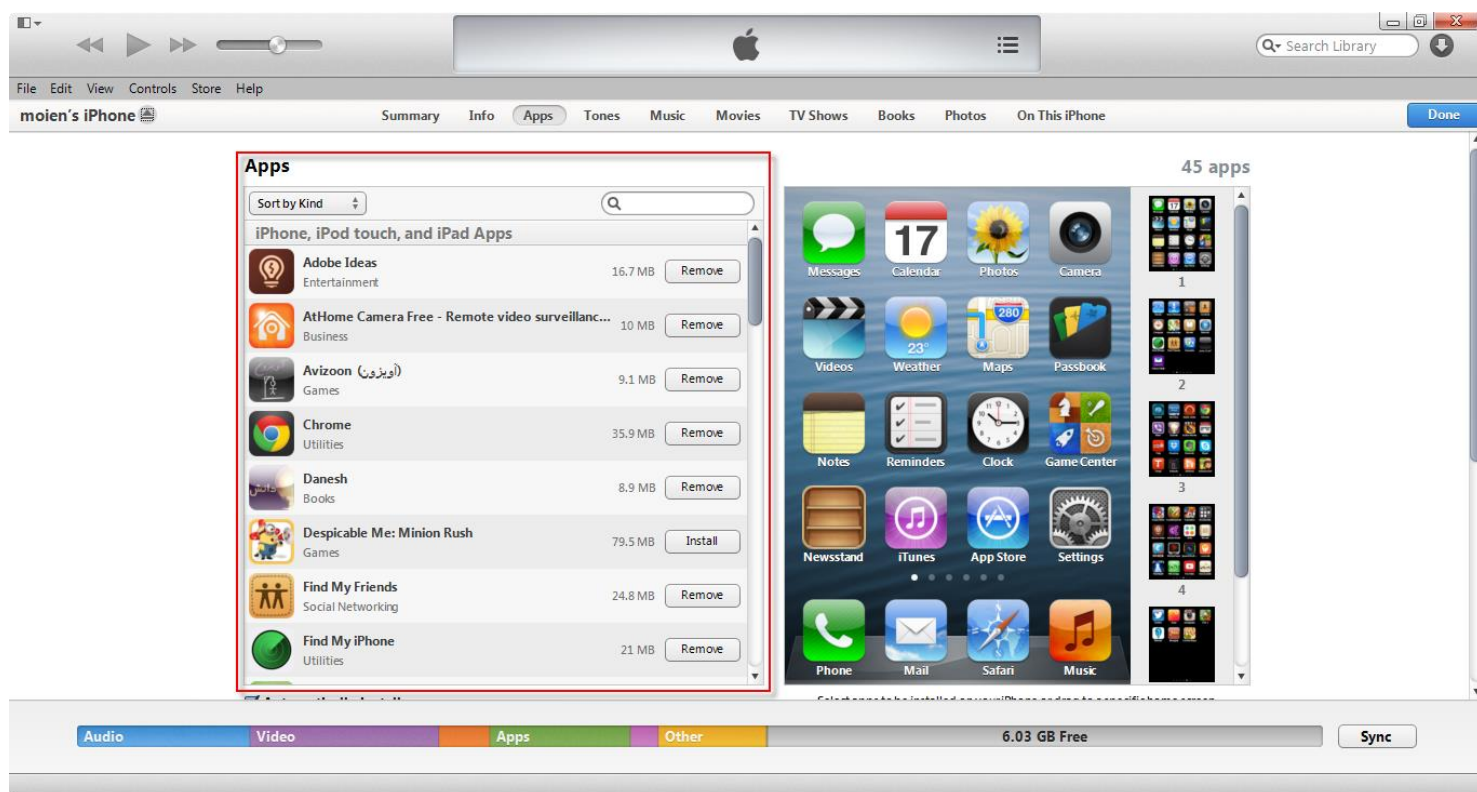 Search Library
File Edit View Controls Store Help
moien's iPhone
Summary Info Apps Tones Music Movies TV Shows Books Photos On This iPhone
Done
Apps
45 apps
Sort by Kind
iPhone, iPod touch, and iPad Apps
Adobe Ideas
Entertainment
16.7 MB Remove
AtHome Camera Free - Remote video surveillanc...
Business
10 MB Remove
Avizoon (آویزون)
Games
9.1 MB Remove
Chrome
Utilities
35.9 MB Remove
Danesh
Books
8.9 MB Remove
Despicable Me: Minion Rush
Games
79.5 MB Install
Find My Friends
Social Networking
24.8 MB Remove
Find My iPhone
Utilities
21 MB Remove
17
Messages Calendar Photos Camera
23°
280
Videos Weather Maps Passbook
Notes Reminders Clock Game Center
Newsstand iTunes App Store Settings
Phone Mail Safari Music
1
2
3
4
Audio Video Apps Other 6.03 GB Free
Sync